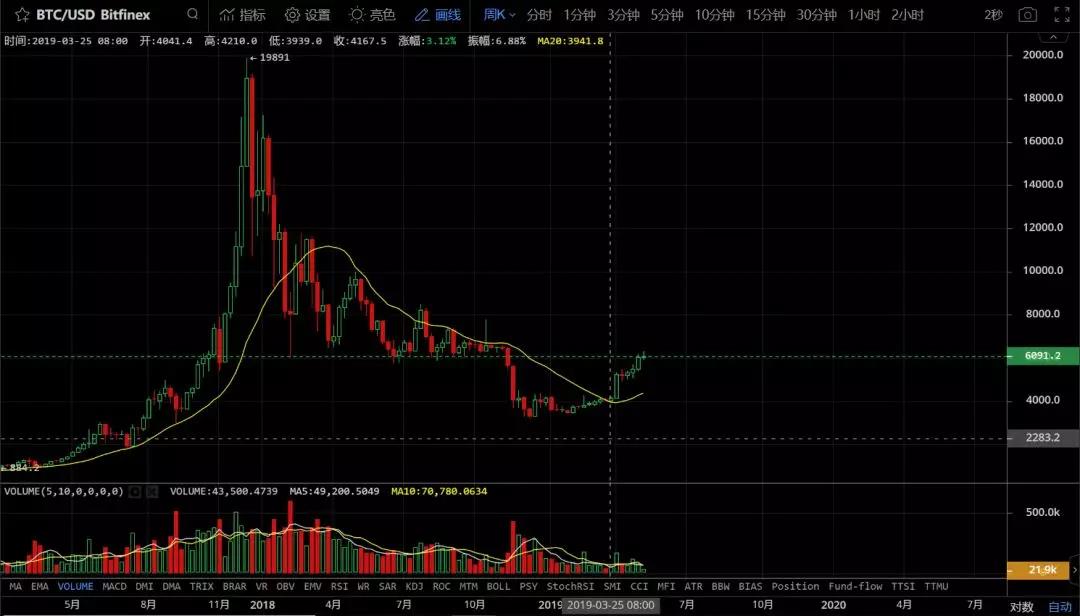 BTC/USD Bitfinex 指标 设置 亮色 画线 周K 分时 1分钟 3分钟 5分钟 10分钟 15分钟 30分钟 1小时 2小时 2秒
时间:2019-03-25 08:00 开:4041.4 高:4210.0 低:3939.0 收:4167.5 涨幅:3.12% 振幅:6.88% MA20:3941.8
20000.0
←19891
18000.0
16000.0
14000.0
12000.0
10000.0
8000.0
6091.2
4000.0
2283.2
←884.2
VOLUME(5,10,0,0,0,0) VOLUME:43,500.4739 MA5:49,200.5049 MA10:70,780.0634
500.0k
21.9k
MA EMA VOLUME MACD DMI DMA TRIX BRAR VR OBV EMV RSI WR SAR KDJ ROC MTM BOLL PSY StochRSI SMI CCI MFI ATR BBW BIAS Position Fund-flow TTSI TTMU
5月 8月 11月 2018 4月 7月 10月 2019 2019-03-25 08:00 7月 10月 2020 4月 7月 对数 自动